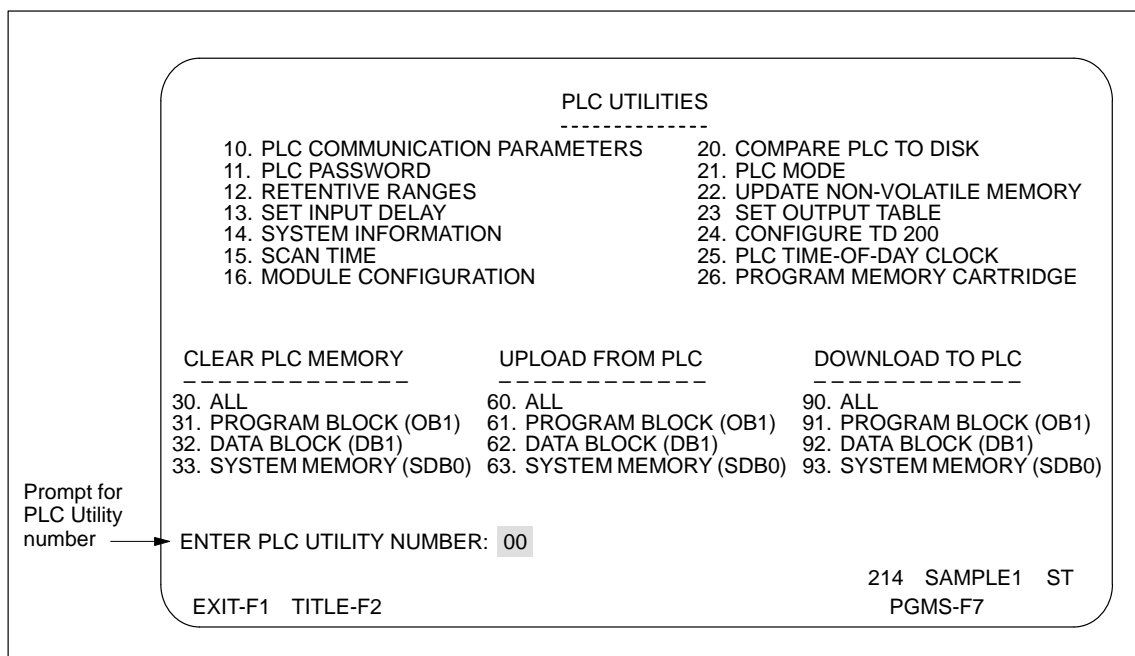 PLC UTILITIES
--------------
10. PLC COMMUNICATION PARAMETERS 20. COMPARE PLC TO DISK
11. PLC PASSWORD 21. PLC MODE
12. RETENTIVE RANGES 22. UPDATE NON-VOLATILE MEMORY
13. SET INPUT DELAY 23 SET OUTPUT TABLE
14. SYSTEM INFORMATION 24. CONFIGURE TD 200
15. SCAN TIME 25. PLC TIME-OF-DAY CLOCK
16. MODULE CONFIGURATION 26. PROGRAM MEMORY CARTRIDGE
CLEAR PLC MEMORY UPLOAD FROM PLC DOWNLOAD TO PLC
– – – – – – – – – – – – – – – – – – – – – – – – – – – – – – – – – – – – –
30. ALL 60. ALL 90. ALL
31. PROGRAM BLOCK (OB1) 61. PROGRAM BLOCK (OB1) 91. PROGRAM BLOCK (OB1)
32. DATA BLOCK (DB1) 62. DATA BLOCK (DB1) 92. DATA BLOCK (DB1)
33. SYSTEM MEMORY (SDB0) 63. SYSTEM MEMORY (SDB0) 93. SYSTEM MEMORY (SDB0)
Prompt for
PLC Utility
number
ENTER PLC UTILITY NUMBER: 00
214 SAMPLE1 ST
EXIT-F1 TITLE-F2 PGMS-F7